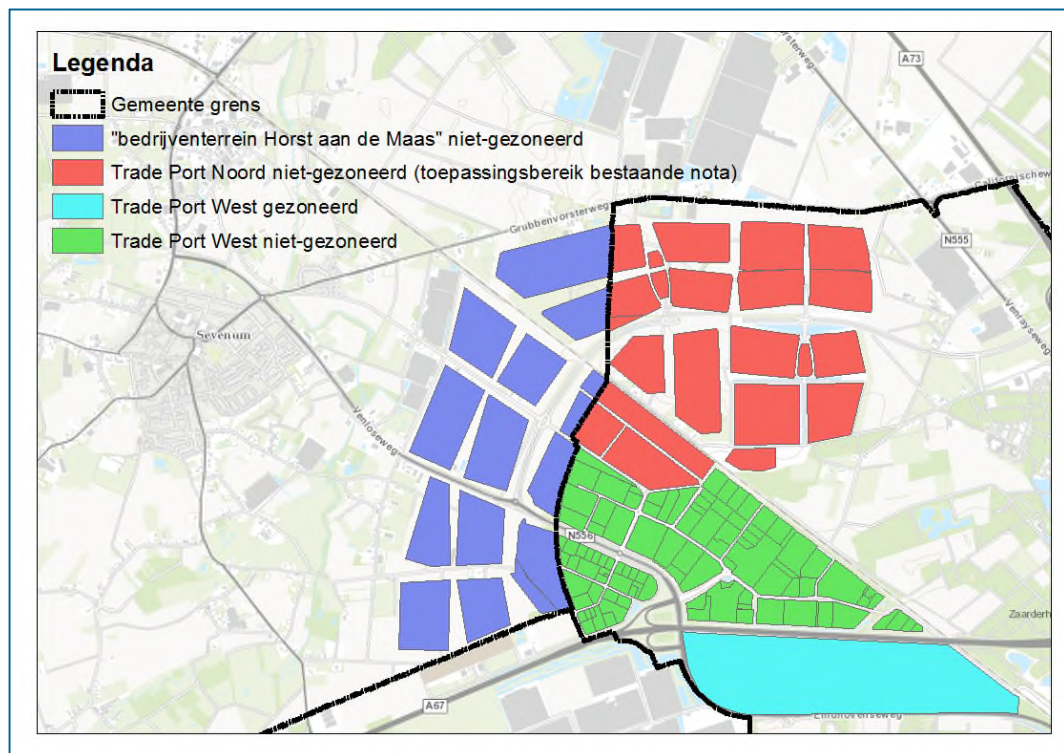 Legenda
Gemeente grens
"bedrijventerrein Horst aan de Maas" niet-gezoneerd
Trade Port Noord niet-gezoneerd (toepassingsbereik bestaande nota)
Trade Port West gezoneerd
Trade Port West niet-gezoneerd
A73
Grubbenvorsterweg
N555
Venrayseweg
Sevenum
Venloseweg
N556
A67
Eindhovenseweg